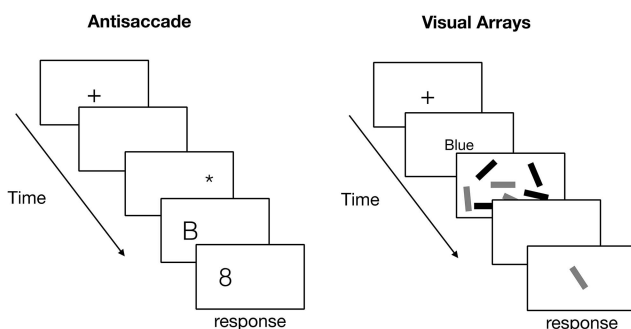 Antisaccade
+
*
B
8
Time
response
Visual Arrays
+
Blue
Time
response